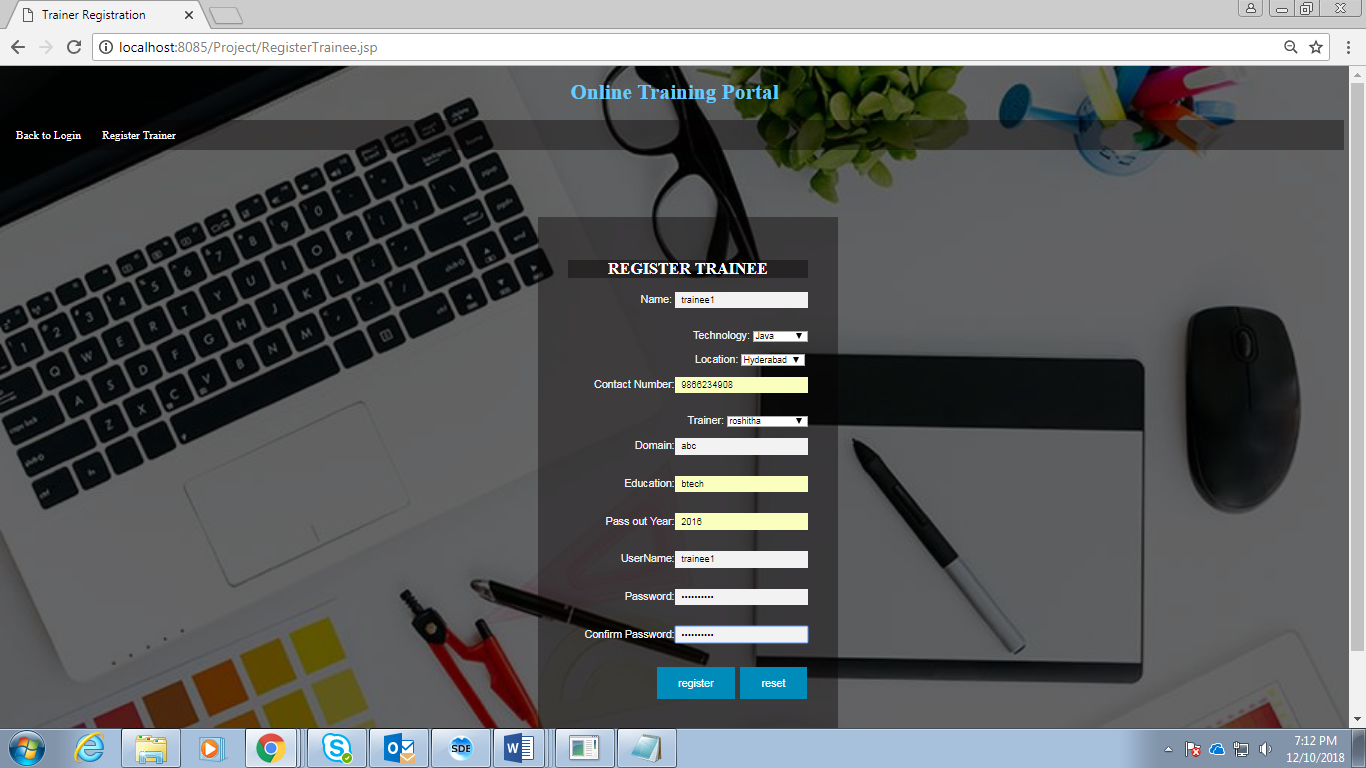 Trainer Registration
localhost:8085/Project/RegisterTrainee.jsp
Online Training Portal
Back to Login Register Trainer
REGISTER TRAINEE
Name: trainee1
Technology: Java
Location: Hyderabad
Contact Number: 9866234908
Trainer: roshitha
Domain: abc
Education: btech
Pass out Year: 2016
UserName: trainee1
Password: ••••••••••
Confirm Password: ••••••••••
register reset
SDE
7:12 PM
12/10/2018